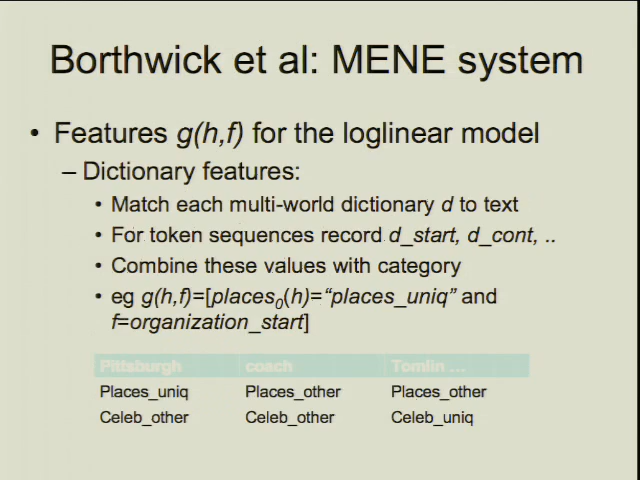 Borthwick et al: MENE system
• Features g(h,f) for the loglinear model
– Dictionary features:
• Match each multi-world dictionary d to text
• For token sequences record d_start, d_cont, ..
• Combine these values with category
• eg g(h,f)=[places0(h)=“places_uniq” and
f=organization_start]
Pittsburgh coach Tomlin …
Places_uniq Places_other Places_other
Celeb_other Celeb_other Celeb_uniq